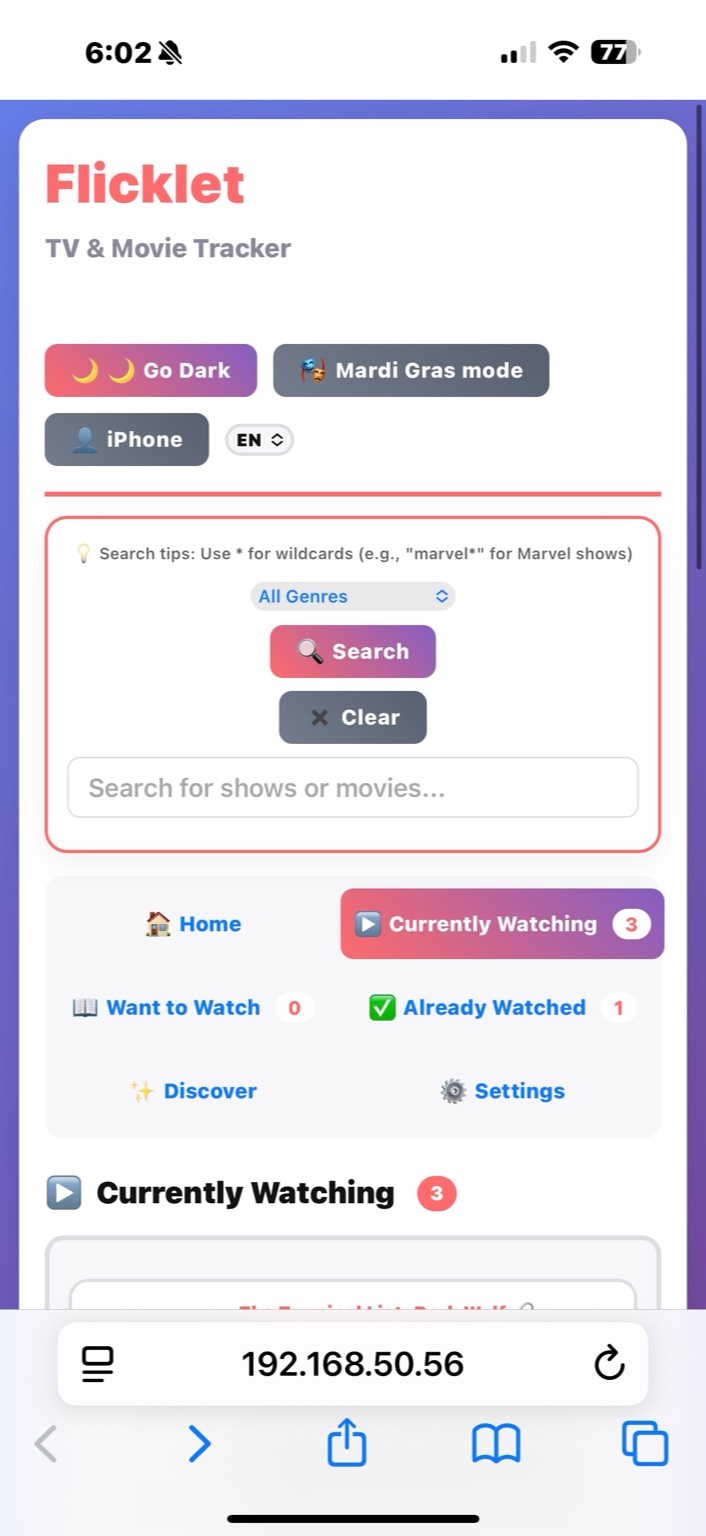 6:02
77
Flicklet
TV & Movie Tracker
🌙 🌙 Go Dark
🎭 Mardi Gras mode
👤 iPhone
EN
💡 Search tips: Use * for wildcards (e.g., "marvel*" for Marvel shows)
All Genres
🔍 Search
✖ Clear
Search for shows or movies...
🏠 Home
▶️ Currently Watching 3
📖 Want to Watch 0
✅ Already Watched 1
✨ Discover
⚙️ Settings
▶️ Currently Watching 3
192.168.50.56